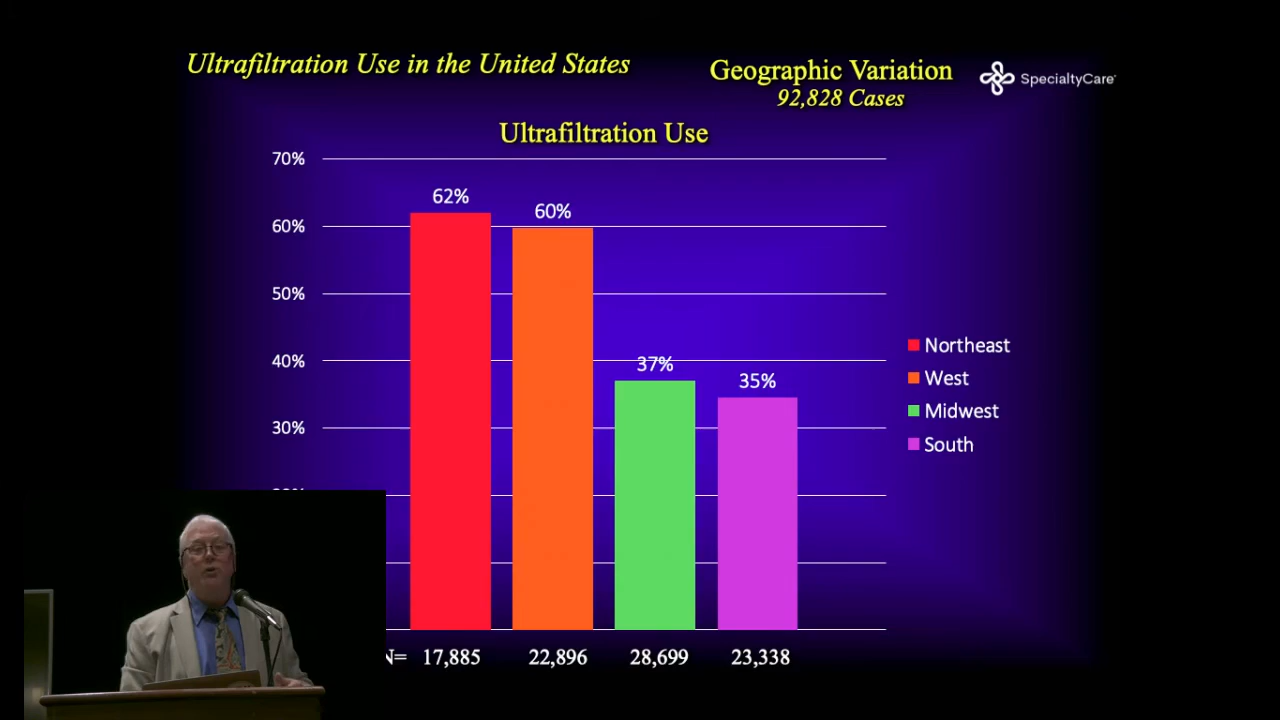 Ultrafiltration Use in the United States
Geographic Variation
92,828 Cases
SpecialtyCare
Ultrafiltration Use
70%
60%
50%
40%
30%
62%
60%
37%
35%
Northeast
West
Midwest
South
N= 17,885 22,896 28,699 23,338